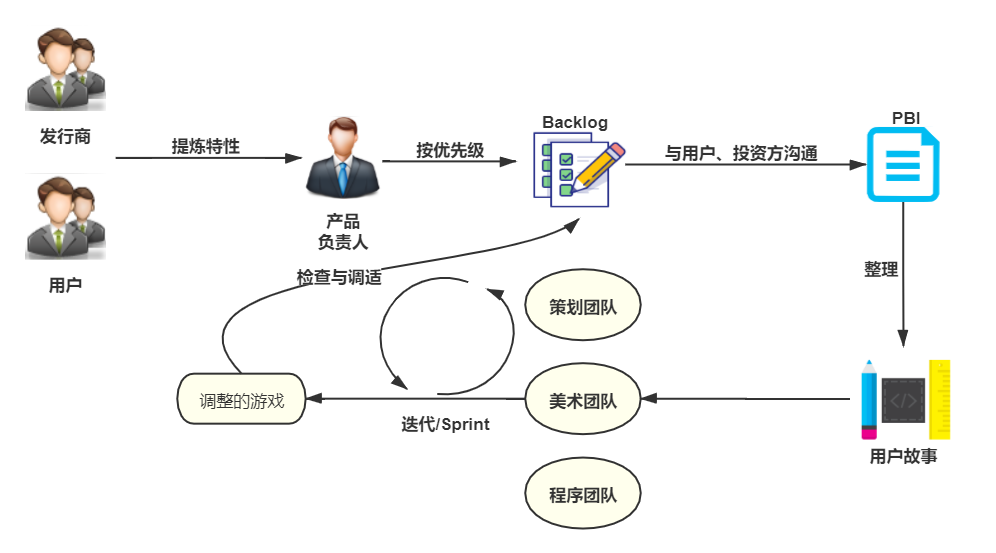 发行商
提炼特性
按优先级
Backlog
与用户、投资方沟通
PBI
产品
负责人
用户
检查与调适
整理
策划团队
调整的游戏
美术团队
迭代/Sprint
</>
用户故事
程序团队